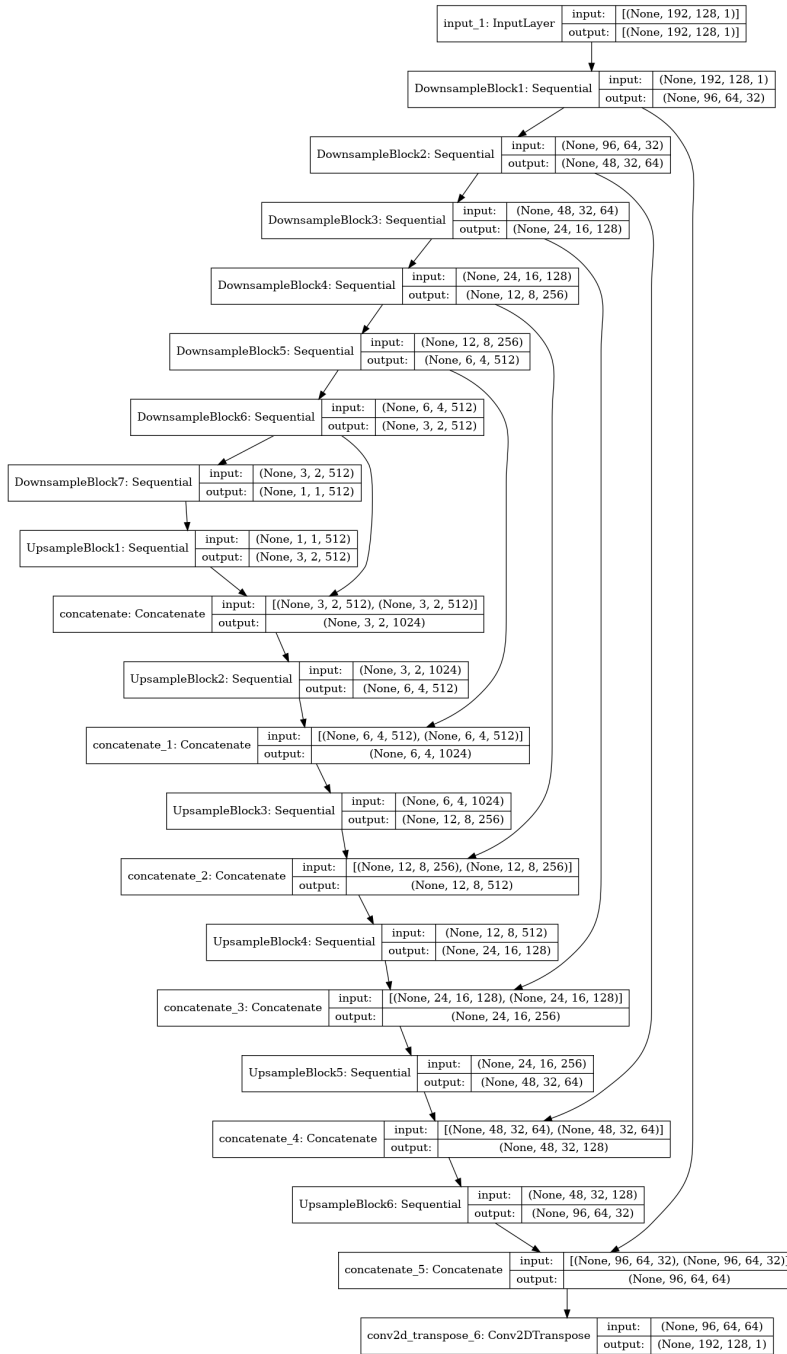 input_1: InputLayer
input: [(None, 192, 128, 1)]
output: [(None, 192, 128, 1)]
DownsampleBlock1: Sequential
input: (None, 192, 128, 1)
output: (None, 96, 64, 32)
DownsampleBlock2: Sequential
input: (None, 96, 64, 32)
output: (None, 48, 32, 64)
DownsampleBlock3: Sequential
input: (None, 48, 32, 64)
output: (None, 24, 16, 128)
DownsampleBlock4: Sequential
input: (None, 24, 16, 128)
output: (None, 12, 8, 256)
DownsampleBlock5: Sequential
input: (None, 12, 8, 256)
output: (None, 6, 4, 512)
DownsampleBlock6: Sequential
input: (None, 6, 4, 512)
output: (None, 3, 2, 512)
DownsampleBlock7: Sequential
input: (None, 3, 2, 512)
output: (None, 1, 1, 512)
UpsampleBlock1: Sequential
input: (None, 1, 1, 512)
output: (None, 3, 2, 512)
concatenate: Concatenate
input: [(None, 3, 2, 512), (None, 3, 2, 512)]
output: (None, 3, 2, 1024)
UpsampleBlock2: Sequential
input: (None, 3, 2, 1024)
output: (None, 6, 4, 512)
concatenate_1: Concatenate
input: [(None, 6, 4, 512), (None, 6, 4, 512)]
output: (None, 6, 4, 1024)
UpsampleBlock3: Sequential
input: (None, 6, 4, 1024)
output: (None, 12, 8, 256)
concatenate_2: Concatenate
input: [(None, 12, 8, 256), (None, 12, 8, 256)]
output: (None, 12, 8, 512)
UpsampleBlock4: Sequential
input: (None, 12, 8, 512)
output: (None, 24, 16, 128)
concatenate_3: Concatenate
input: [(None, 24, 16, 128), (None, 24, 16, 128)]
output: (None, 24, 16, 256)
UpsampleBlock5: Sequential
input: (None, 24, 16, 256)
output: (None, 48, 32, 64)
concatenate_4: Concatenate
input: [(None, 48, 32, 64), (None, 48, 32, 64)]
output: (None, 48, 32, 128)
UpsampleBlock6: Sequential
input: (None, 48, 32, 128)
output: (None, 96, 64, 32)
concatenate_5: Concatenate
input: [(None, 96, 64, 32), (None, 96, 64, 32)]
output: (None, 96, 64, 64)
conv2d_transpose_6: Conv2DTranspose
input: (None, 96, 64, 64)
output: (None, 192, 128, 1)